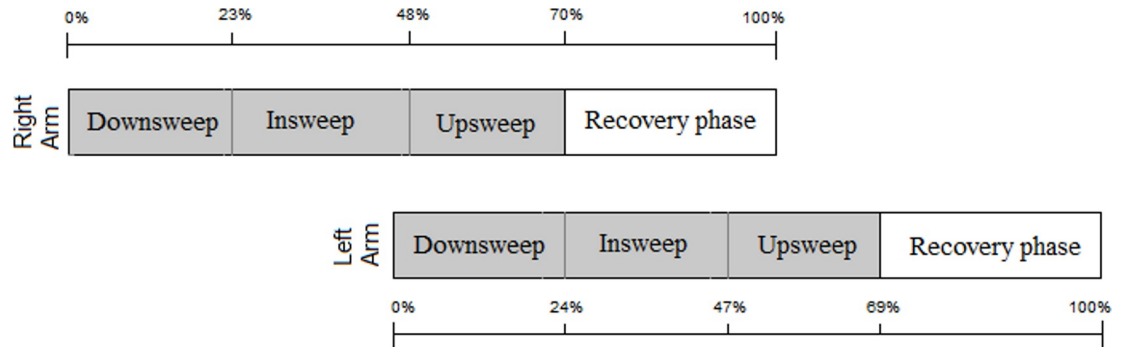 0% 23% 48% 70% 100%
Right
Arm
Downsweep Insweep Upsweep Recovery phase
Left
Arm
Downsweep Insweep Upsweep Recovery phase
0% 24% 47% 69% 100%